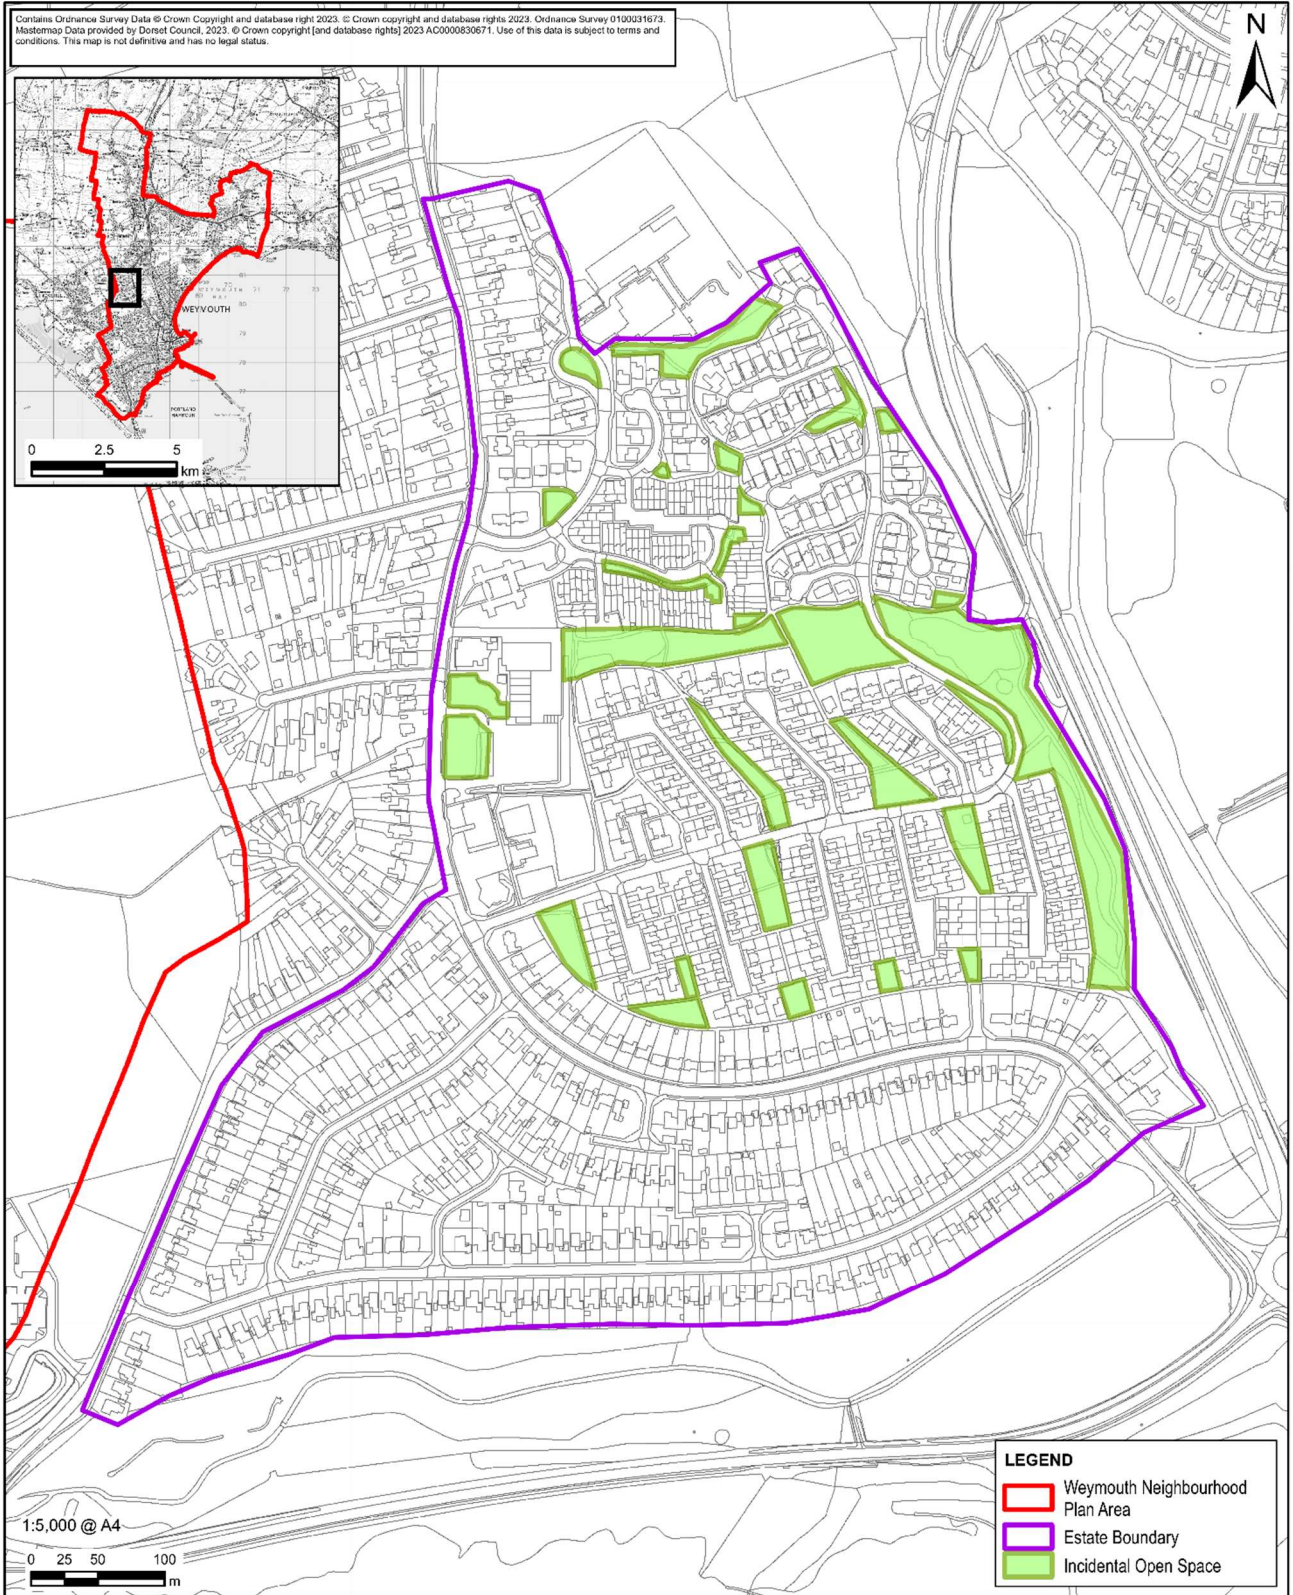 Contains Ordnance Survey Data © Crown Copyright and database right 2023. © Crown copyright and database rights 2023. Ordnance Survey 0100031673.
Mastermap Data provided by Dorset Council, 2023. © Crown copyright [and database rights] 2023 AC0000830671. Use of this data is subject to terms and
conditions. This map is not definitive and has no legal status.
N
WEYMOUTH
PORTLAND
HARBOUR
0 2.5 5
km
LEGEND
Weymouth Neighbourhood
Plan Area
Estate Boundary
Incidental Open Space
1:5,000 @ A4
0 25 50 100
m